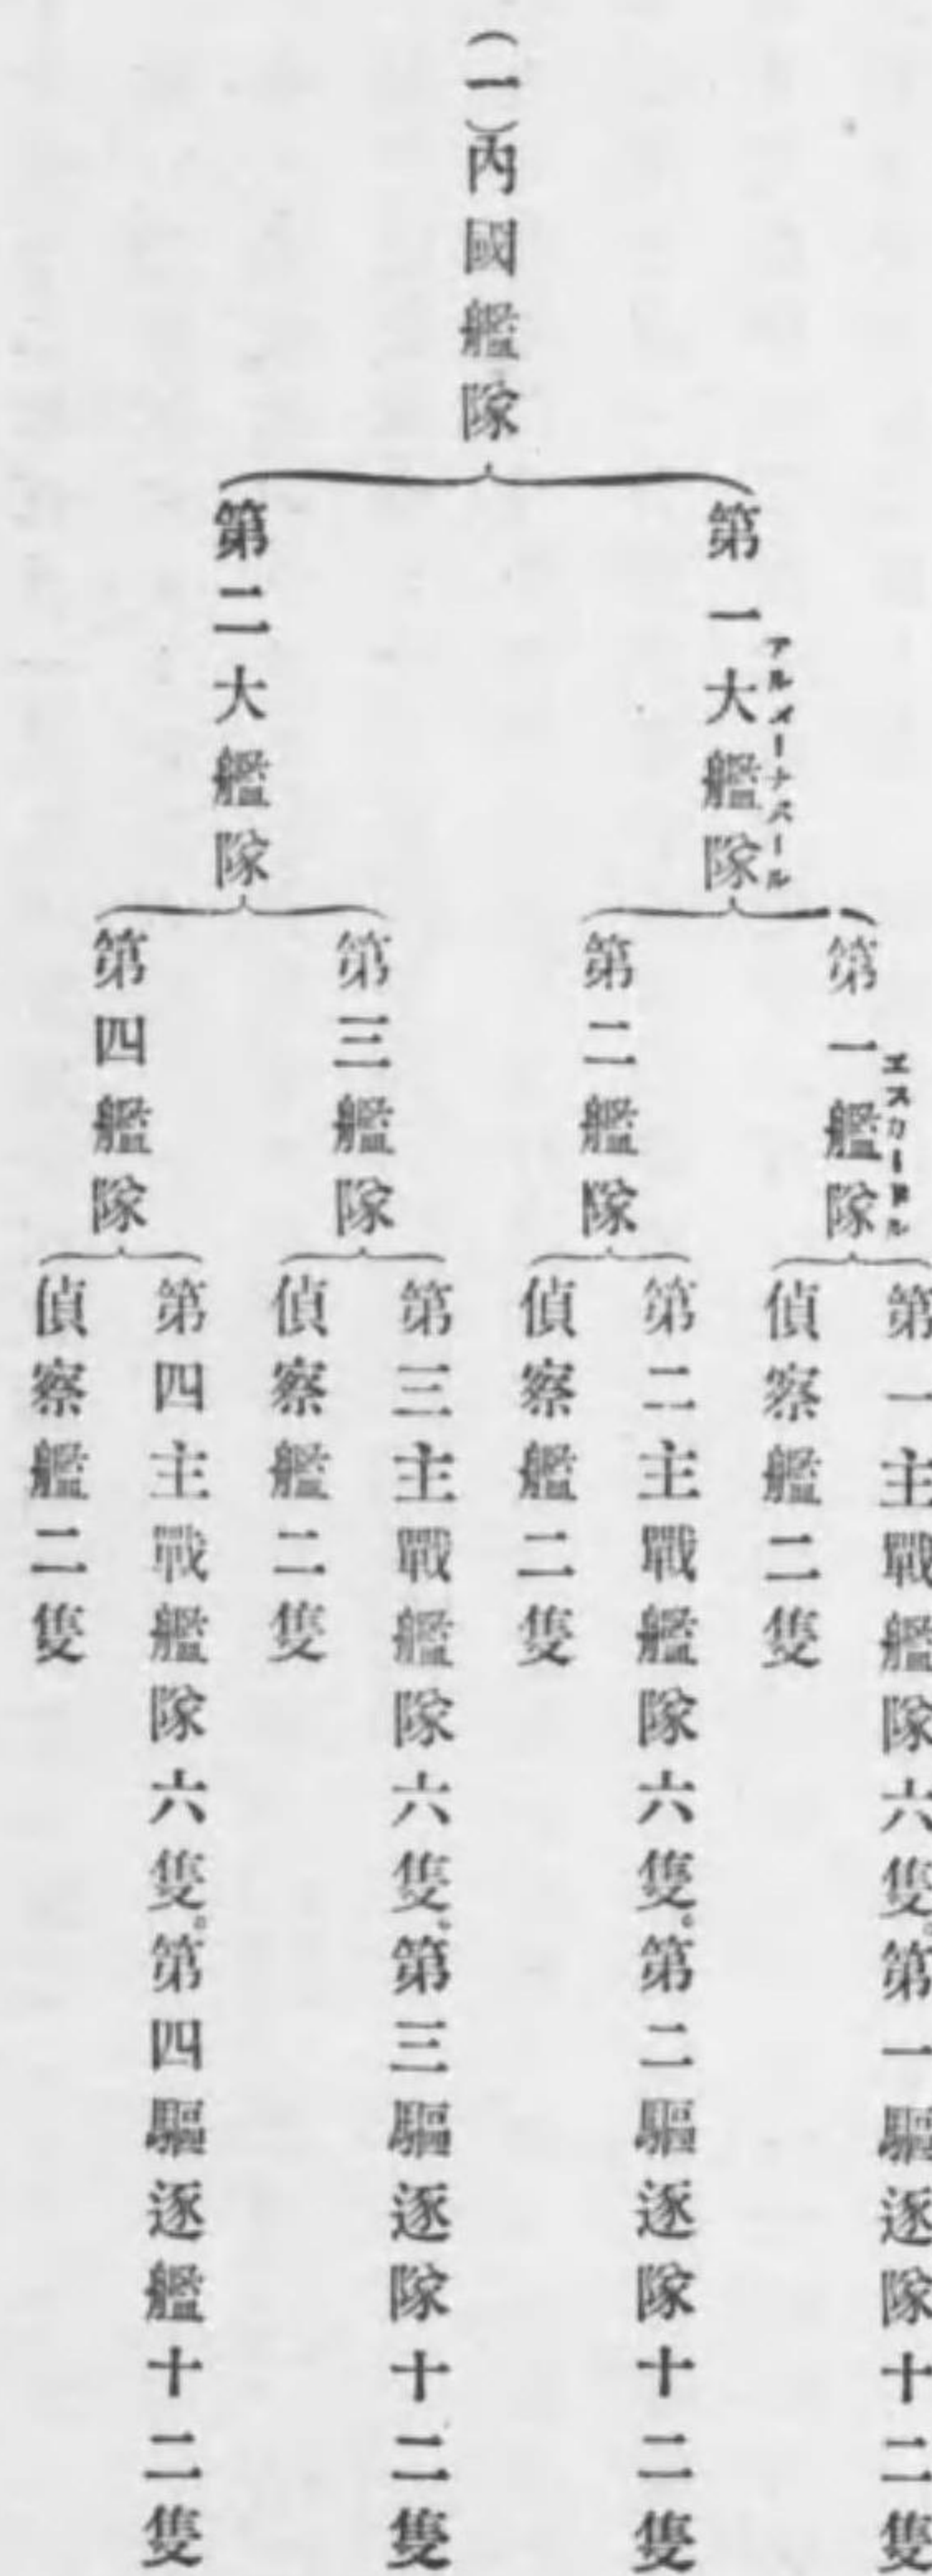 (一)內國艦隊
第一大艦隊
アルイーナスール
第一艦隊
エスカードル
第一主戰艦隊六隻。第一驅逐隊十二隻
偵察艦二隻
第二艦隊
第二主戰艦隊六隻。第二驅逐隊十二隻
偵察艦二隻
第二大艦隊
第三艦隊
第三主戰艦隊六隻。第三驅逐隊十二隻
偵察艦二隻
第四艦隊
第四主戰艦隊六隻。第四驅逐艦十二隻
偵察艦二隻